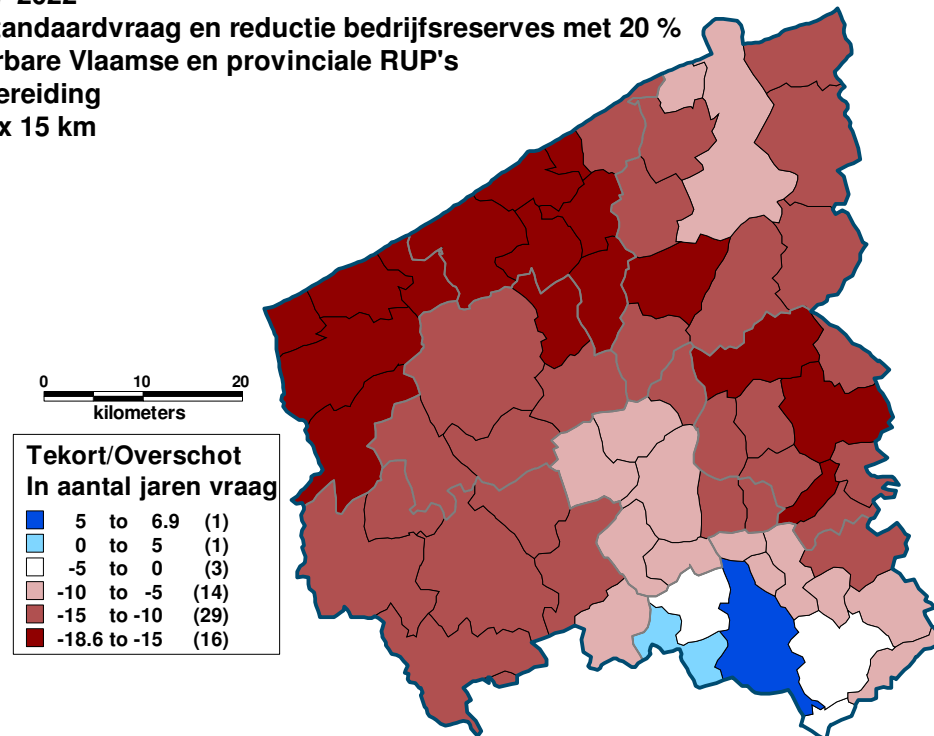 2022
tandaardvraag en reductie bedrijfsreserves met 20 %
rbare Vlaamse en provinciale RUP's
ereiding
x 15 km
0 10 20
kilometers
Tekort/Overschot
In aantal jaren vraag
5 to 6.9 (1)
0 to 5 (1)
-5 to 0 (3)
-10 to -5 (14)
-15 to -10 (29)
-18.6 to -15 (16)